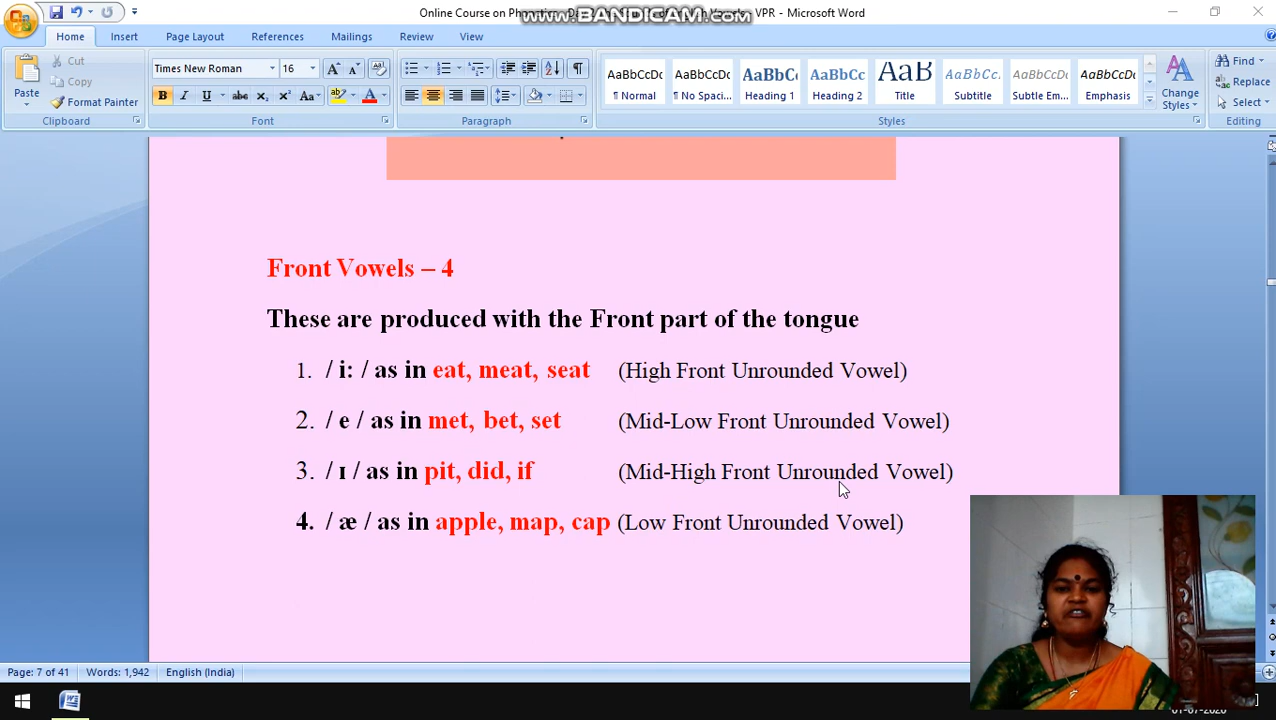 Online Course on Ph
VPR - Microsoft Word
www.BANDICAM.com
Home Insert Page Layout References Mailings Review View
Paste
Cut
Copy
Format Painter
Clipboard
Times New Roman 16
Font
Paragraph
AaBbCcDc AaBbCcDc AaBbC AaBbCc AaB AaBbCc. AaBbCcDc AaBbCcDc
¶ Normal ¶ No Spaci... Heading 1 Heading 2 Title Subtitle Subtle Em... Emphasis
Change Styles
Styles
Find
Replace
Select
Editing
Front Vowels – 4
These are produced with the Front part of the tongue
1. / i: / as in eat, meat, seat (High Front Unrounded Vowel)
2. / e / as in met, bet, set (Mid-Low Front Unrounded Vowel)
3. / ɪ / as in pit, did, if (Mid-High Front Unrounded Vowel)
4. / æ / as in apple, map, cap (Low Front Unrounded Vowel)
Page: 7 of 41 Words: 1,942 English (India)
01-07-2020